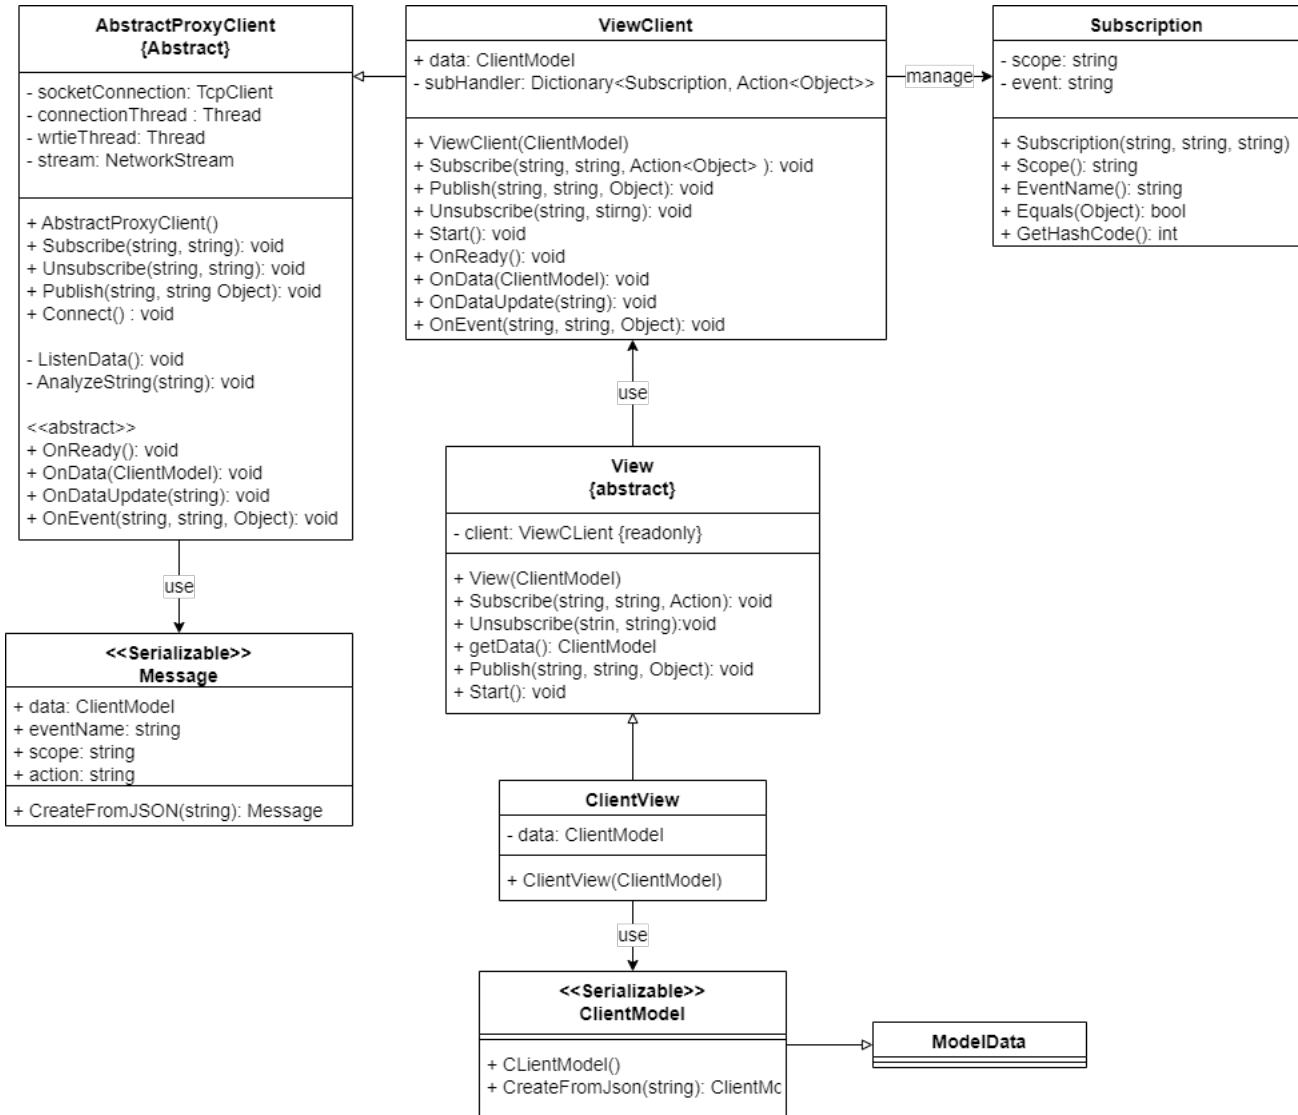 AbstractProxyClient
{Abstract}
- socketConnection: TcpClient
- connectionThread : Thread
- wrtieThread: Thread
- stream: NetworkStream
+ AbstractProxyClient()
+ Subscribe(string, string): void
+ Unsubscribe(string, string): void
+ Publish(string, string Object): void
+ Connect() : void
- ListenData(): void
- AnalyzeString(string): void
<<abstract>>
+ OnReady(): void
+ OnData(ClientModel): void
+ OnDataUpdate(string): void
+ OnEvent(string, string, Object): void
use
<<Serializable>>
Message
+ data: ClientModel
+ eventName: string
+ scope: string
+ action: string
+ CreateFromJSON(string): Message
ViewClient
+ data: ClientModel
- subHandler: Dictionary<Subscription, Action<Object>>
+ ViewClient(ClientModel)
+ Subscribe(string, string, Action<Object> ): void
+ Publish(string, string, Object): void
+ Unsubscribe(string, stirng): void
+ Start(): void
+ OnReady(): void
+ OnData(ClientModel): void
+ OnDataUpdate(string): void
+ OnEvent(string, string, Object): void
manage
Subscription
- scope: string
- event: string
+ Subscription(string, string, string)
+ Scope(): string
+ EventName(): string
+ Equals(Object): bool
+ GetHashCode(): int
use
View
{abstract}
- client: ViewCLient {readonly}
+ View(ClientModel)
+ Subscribe(string, string, Action): void
+ Unsubscribe(strin, string):void
+ getData(): ClientModel
+ Publish(string, string, Object): void
+ Start(): void
ClientView
- data: ClientModel
+ ClientView(ClientModel)
use
<<Serializable>>
ClientModel
+ CLientModel()
+ CreateFromJson(string): ClientMc
ModelData